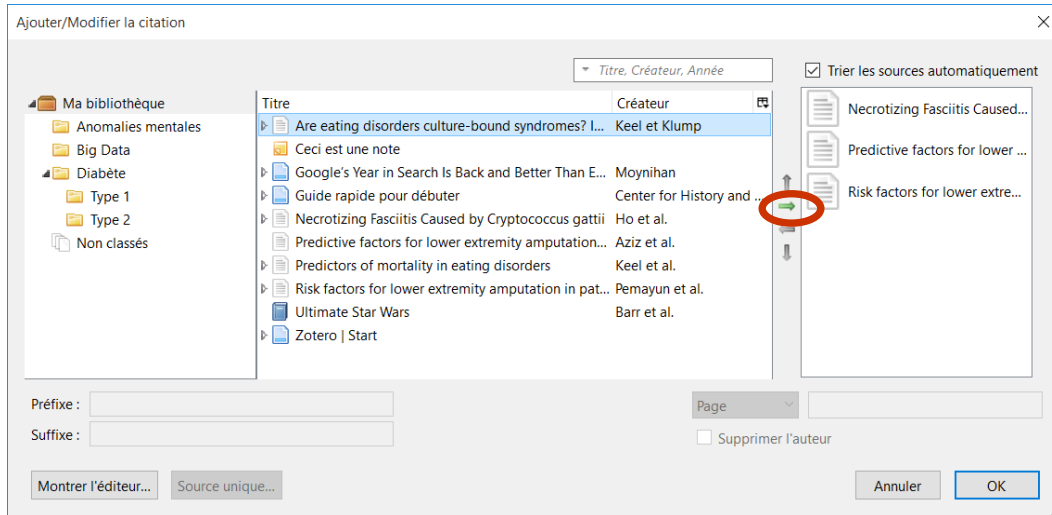 Ajouter/Modifier la citation
Titre, Créateur, Année
Trier les sources automatiquement
Ma bibliothèque
Anomalies mentales
Big Data
Diabète
Type 1
Type 2
Non classés
Titre Créateur
Are eating disorders culture-bound syndromes? I... Keel et Klump
Ceci est une note
Google's Year in Search Is Back and Better Than E... Moynihan
Guide rapide pour débuter Center for History and ...
Necrotizing Fasciitis Caused by Cryptococcus gattii Ho et al.
Predictive factors for lower extremity amputation... Aziz et al.
Predictors of mortality in eating disorders Keel et al.
Risk factors for lower extremity amputation in pat... Pemayun et al.
Ultimate Star Wars Barr et al.
Zotero | Start
Necrotizing Fasciitis Caused...
Predictive factors for lower ...
Risk factors for lower extre...
Préfixe :
Page
Suffixe :
Supprimer l'auteur
Montrer l'éditeur... Source unique... Annuler OK